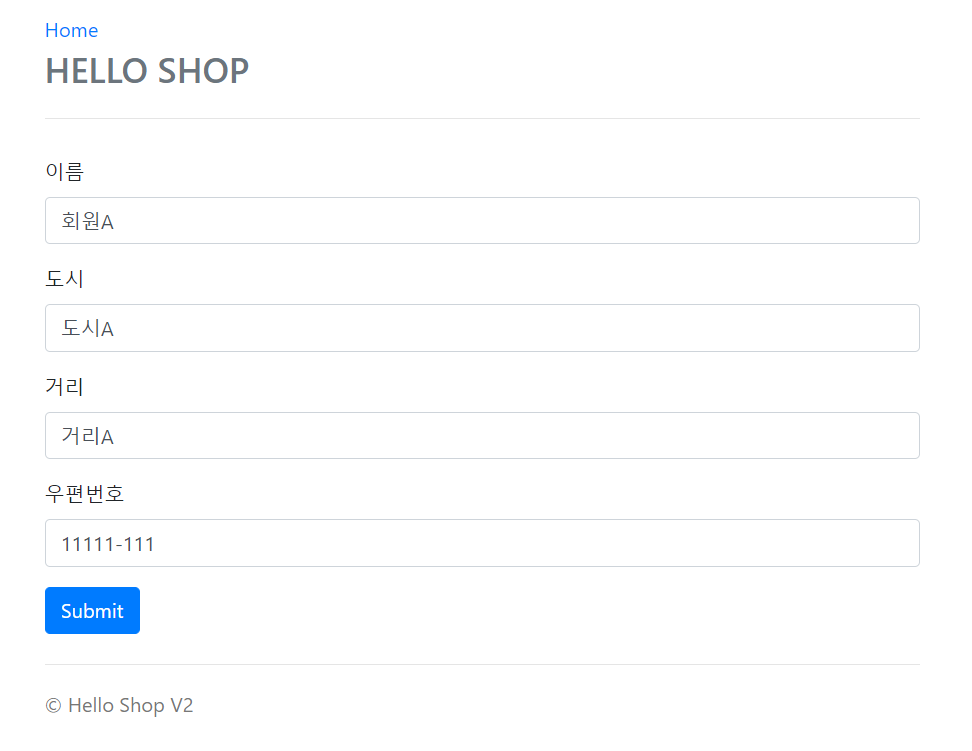 Home
HELLO SHOP
이름
회원A
도시
도시A
거리
거리A
우편번호
11111-111
Submit
© Hello Shop V2